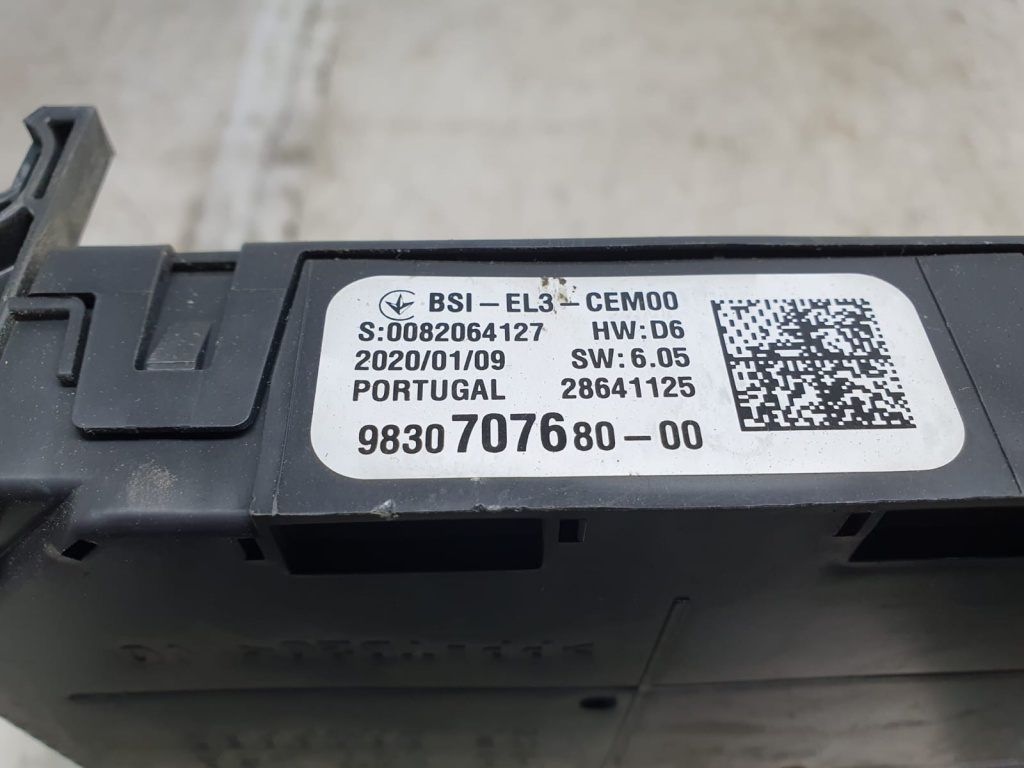 BSI-EL3-CEM00
S:0082064127 HW:D6
2020/01/09 SW:6.05
PORTUGAL 28641125
9830707680-00